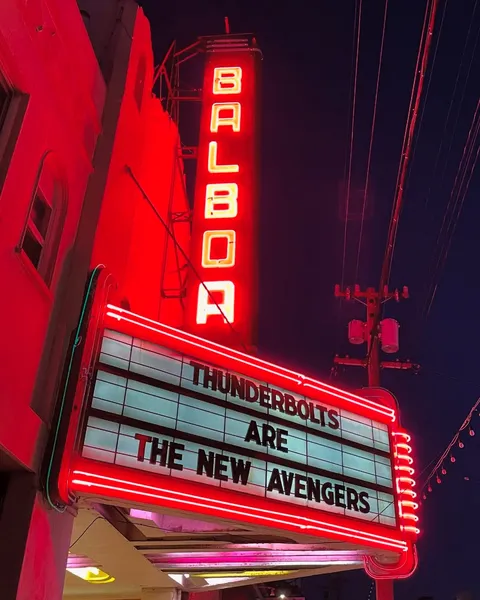 BALBOA
THUNDERBOLTS
ARE
THE NEW AVENGERS